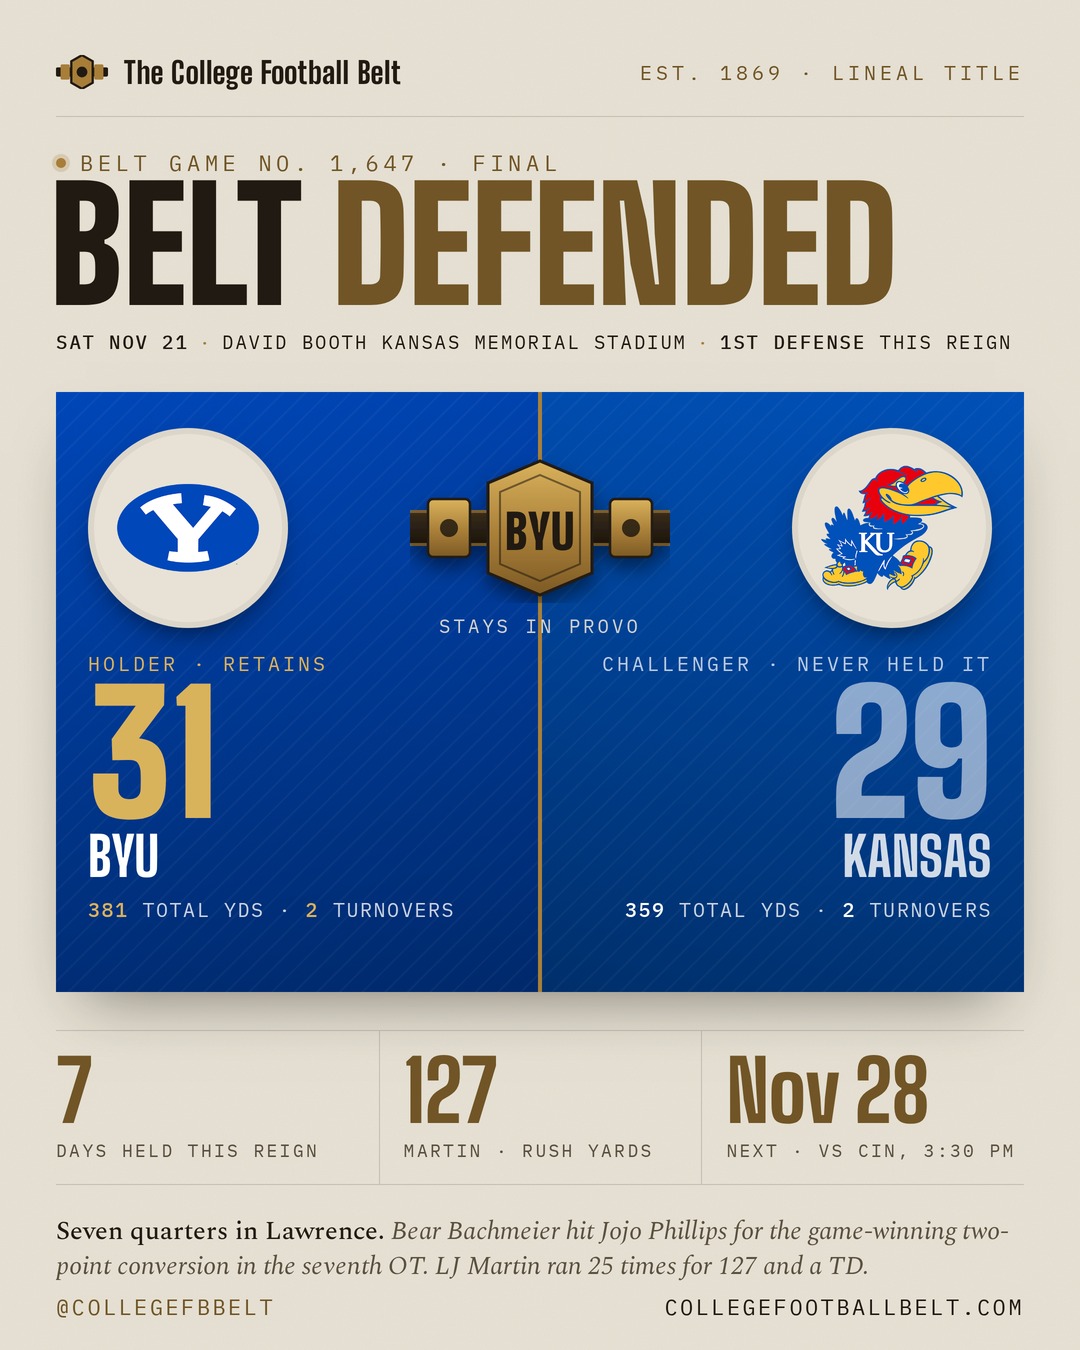 The College Football Belt
EST. 1869 · LINEAL TITLE
BELT GAME NO. 1,647 · FINAL
BELT DEFENDED
SAT NOV 21 · DAVID BOOTH KANSAS MEMORIAL STADIUM · 1ST DEFENSE THIS REIGN
Y
BYU
KU
STAYS IN PROVO
HOLDER · RETAINS
31
BYU
381 TOTAL YDS · 2 TURNOVERS
CHALLENGER · NEVER HELD IT
29
KANSAS
359 TOTAL YDS · 2 TURNOVERS
7
DAYS HELD THIS REIGN
127
MARTIN · RUSH YARDS
Nov 28
NEXT · VS CIN, 3:30 PM
Seven quarters in Lawrence. Bear Bachmeier hit Jojo Phillips for the game-winning two-
point conversion in the seventh OT. LJ Martin ran 25 times for 127 and a TD.
@COLLEGEFBBELT
COLLEGEFOOTBALLBELT.COM